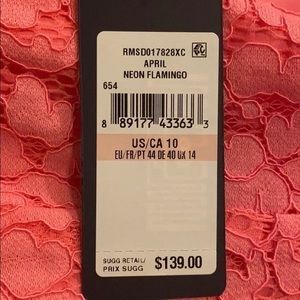 RMSD017828XC
APRIL
NEON FLAMINGO
654
8 89177 43363 3
US/CA 10
EU/FR/PT 44 DE 40 UK 14
SUGG RETAIL/
PRIX SUGG $139.00